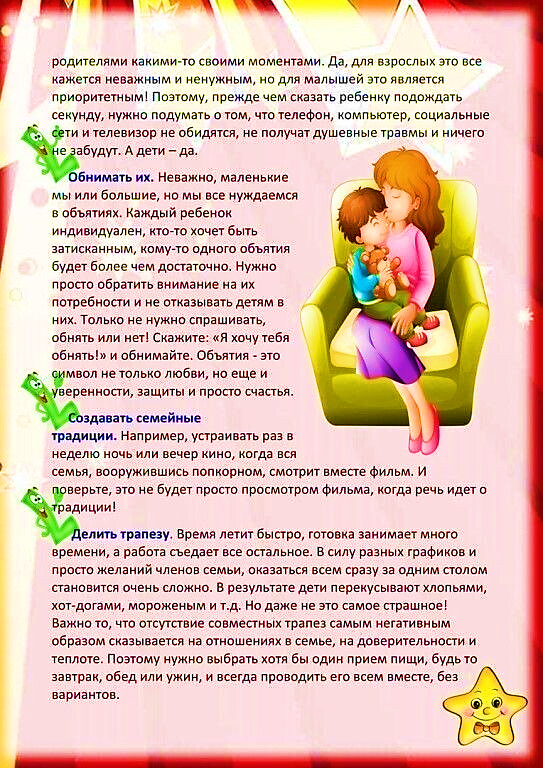 родителями какими-то своими моментами. Да, для взрослых это все
кажется неважным и ненужным, но для малышей это является
приоритетным! Поэтому, прежде чем сказать ребенку подождать
секунду, нужно подумать о том, что телефон, компьютер, социальные
сети и телевизор не обидятся, не получат душевные травмы и ничего
не забудут. А дети – да.
Обнимать их. Неважно, маленькие
мы или большие, но мы все нуждаемся
в объятиях. Каждый ребенок
индивидуален, кто-то хочет быть
затисканным, кому-то одного объятия
будет более чем достаточно. Нужно
просто обратить внимание на их
потребности и не отказывать детям в
них. Только не нужно спрашивать,
обнять или нет! Скажите: «Я хочу тебя
обнять!» и обнимайте. Объятия - это
символ не только любви, но еще и
уверенности, защиты и просто счастья.
Создавать семейные
традиции. Например, устраивать раз в
неделю ночь или вечер кино, когда вся
семья, вооружившись попкорном, смотрит вместе фильм. И
поверьте, это не будет просто просмотром фильма, когда речь идет о
традиции!
Делить трапезу. Время летит быстро, готовка занимает много
времени, а работа съедает все остальное. В силу разных графиков и
просто желаний членов семьи, оказаться всем сразу за одним столом
становится очень сложно. В результате дети перекусывают хлопьями,
хот-догами, мороженым и т.д. Но даже не это самое страшное!
Важно то, что отсутствие совместных трапез самым негативным
образом сказывается на отношениях в семье, на доверительности и
теплоте. Поэтому нужно выбрать хотя бы один прием пищи, будь то
завтрак, обед или ужин, и всегда проводить его всем вместе, без
вариантов.